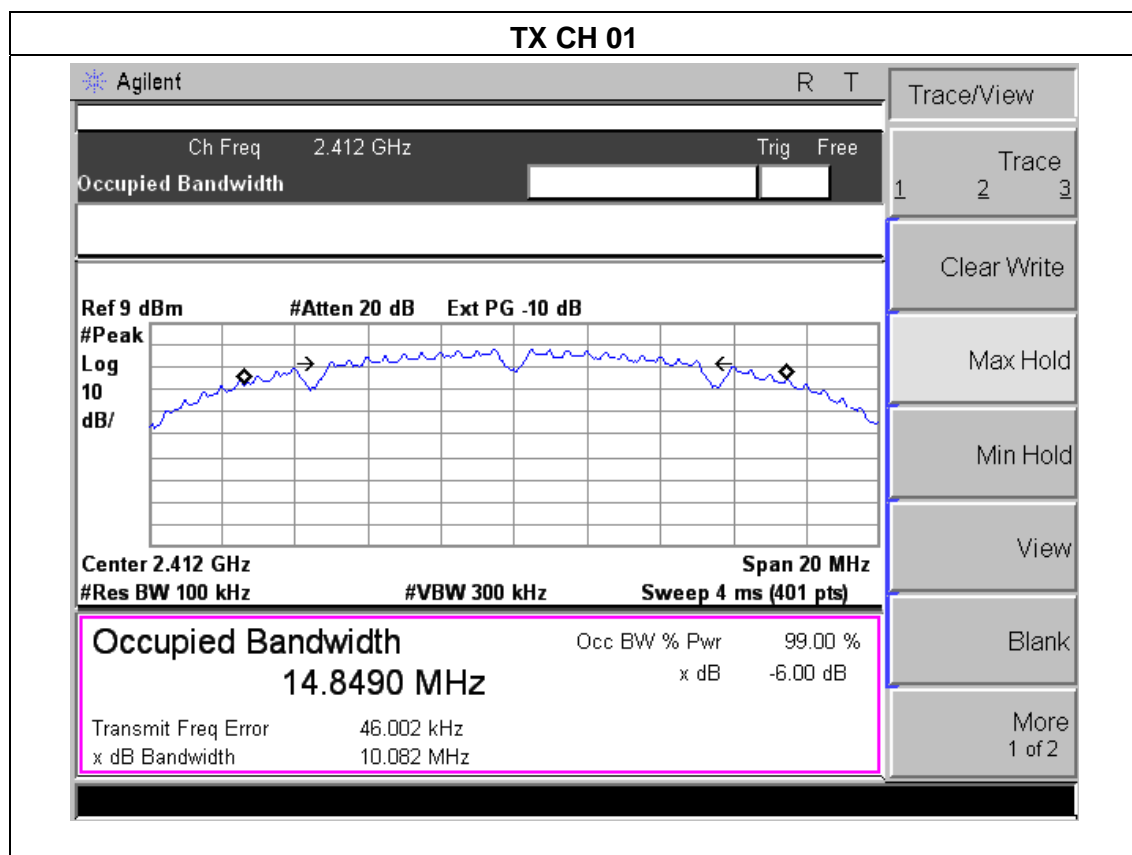 TX CH 01
Agilent R T
Trace/View
Ch Freq 2.412 GHz Trig Free
Occupied Bandwidth
Trace
1 2 3
Clear Write
Ref 9 dBm #Atten 20 dB Ext PG -10 dB
#Peak
Log
10
dB/
Max Hold
Min Hold
Center 2.412 GHz Span 20 MHz
#Res BW 100 kHz #VBW 300 kHz Sweep 4 ms (401 pts)
View
Occupied Bandwidth Occ BW % Pwr 99.00 %
14.8490 MHz x dB -6.00 dB
Blank
Transmit Freq Error 46.002 kHz
x dB Bandwidth 10.082 MHz
More
1 of 2